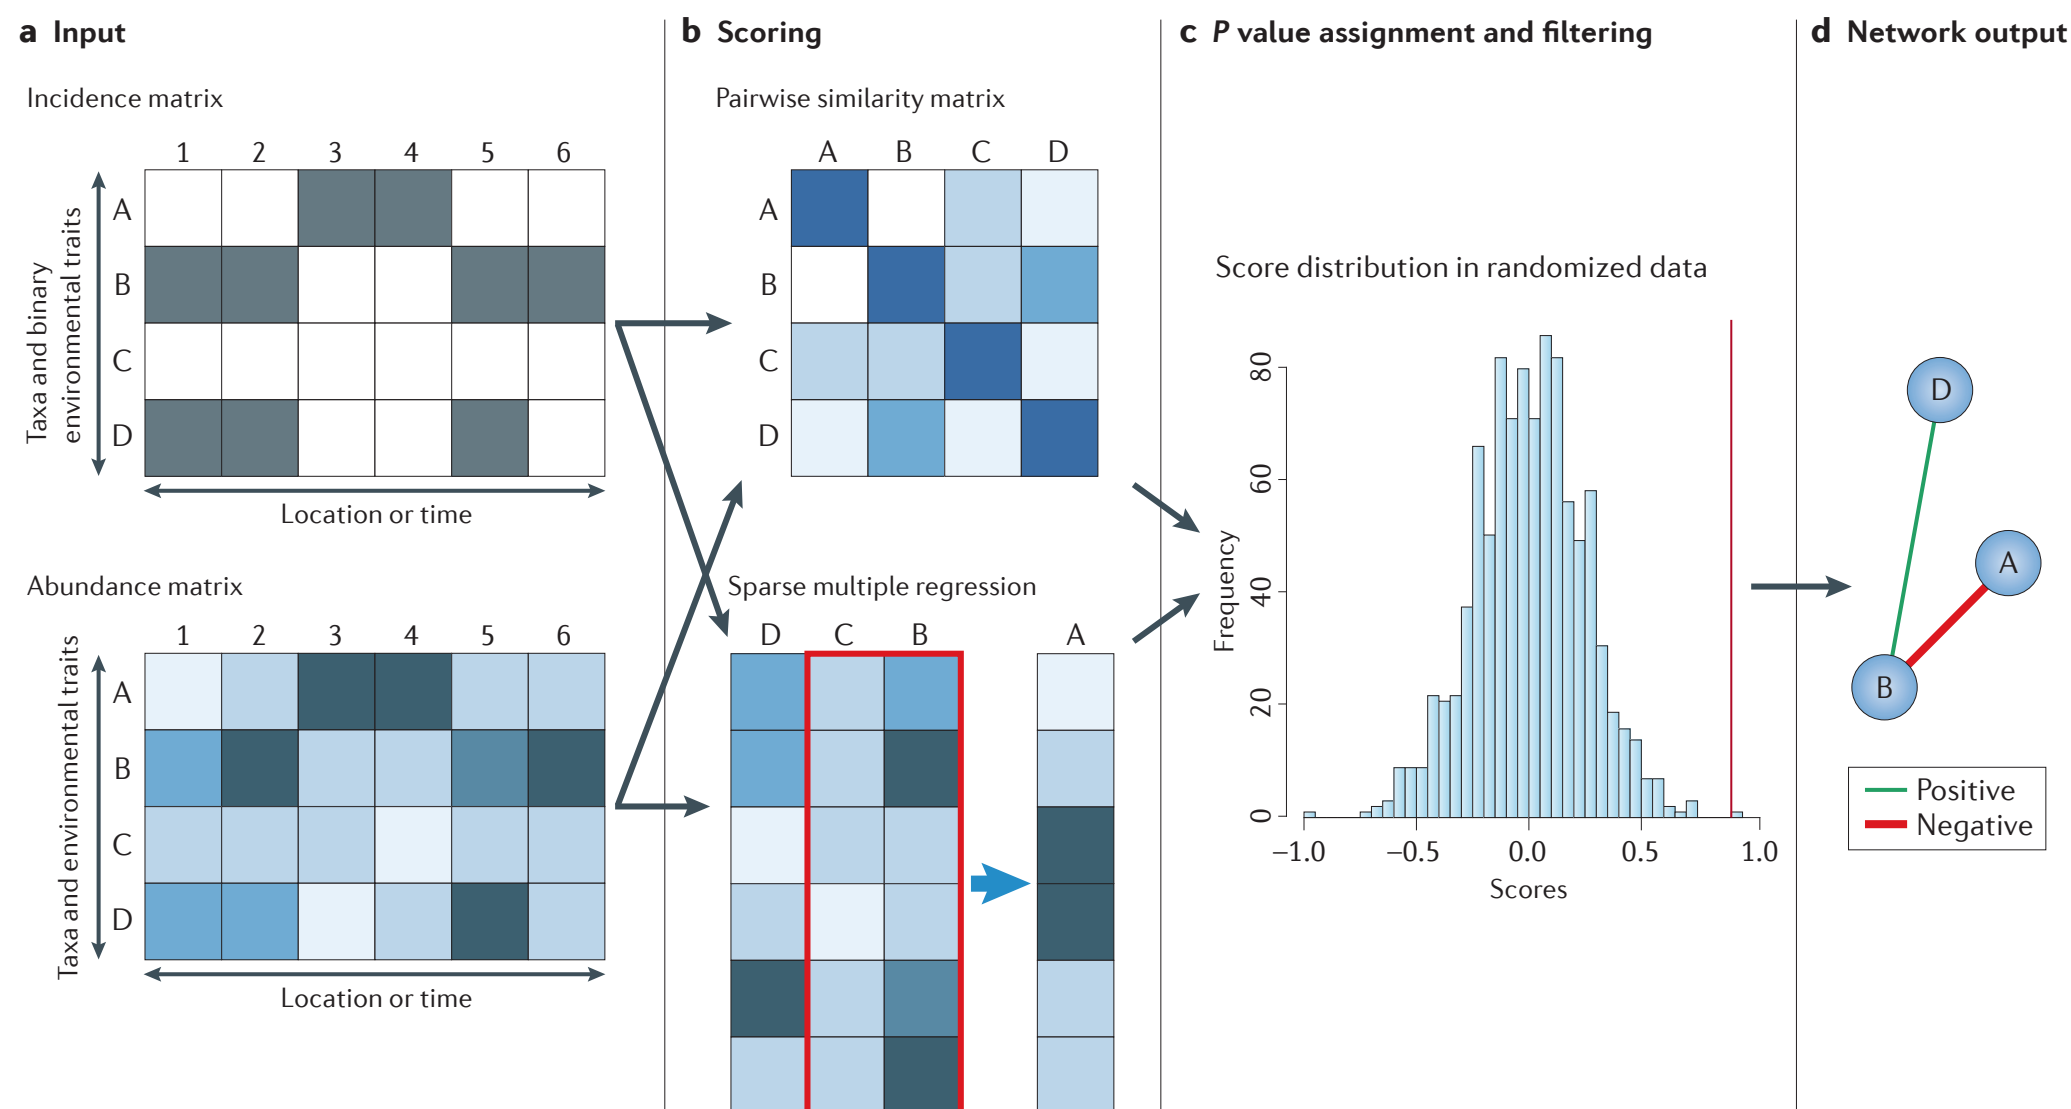 a Input
Incidence matrix
1 2 3 4 5 6
Taxa and binary
environmental traits
A
B
C
D
Location or time
Abundance matrix
1 2 3 4 5 6
Taxa and environmental traits
A
B
C
D
Location or time
b Scoring
Pairwise similarity matrix
A B C D
A
B
C
D
Sparse multiple regression
D C B A
c P value assignment and filtering
Score distribution in randomized data
Frequency
80
60
40
20
0
−1.0 −0.5 0.0 0.5 1.0
Scores
d Network output
D
A
B
Positive
Negative